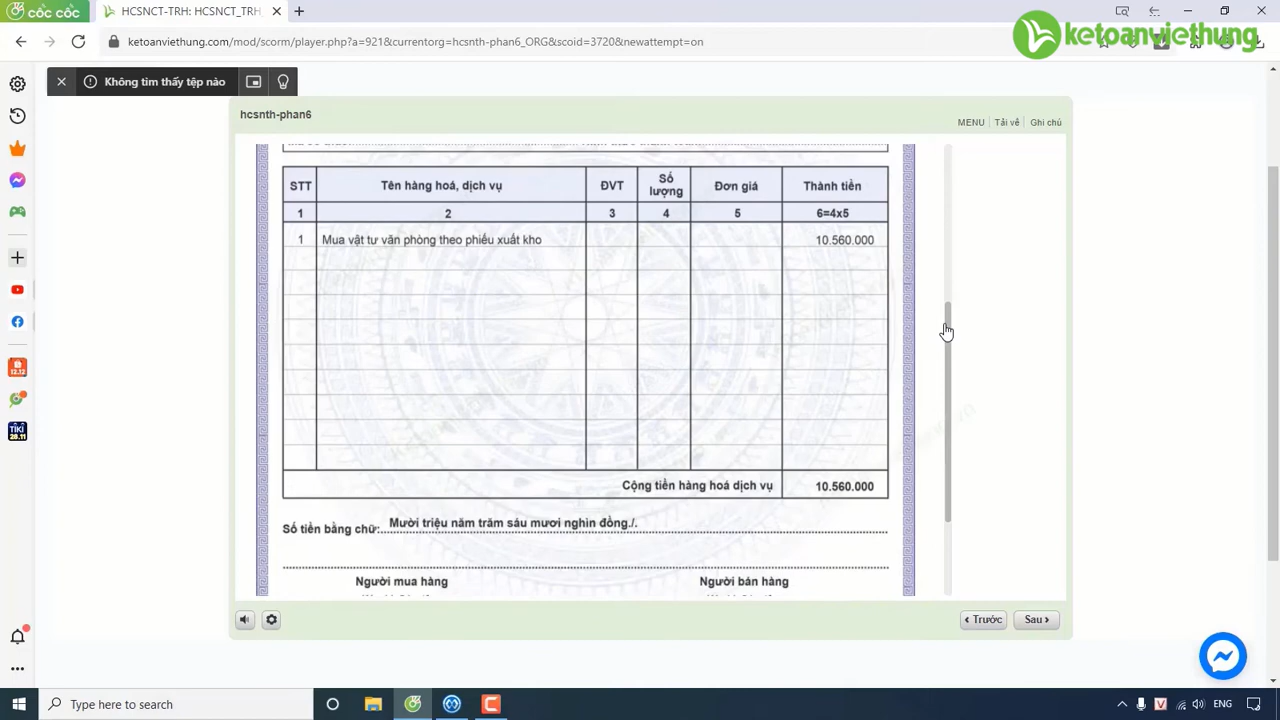 cốc cốc
HCSNCT-TRH: HCSNCT_TRH
ketoanviethung.com/mod/scorm/player.php?a=921&currentorg=hcsnth-phan6_ORG&scoid=3720&newattempt=on
ketoanviethung
Không tìm thấy tệp nào
hcsnth-phan6
MENU Tải về Ghi chú
STT Tên hàng hoá, dịch vụ ĐVT Số lượng Đơn giá Thành tiền
1 2 3 4 5 6=4x5
1 Mua vật tư văn phòng theo phiếu xuất kho 10.560.000
Cộng tiền hàng hoá dịch vụ 10.560.000
Số tiền bằng chữ: Mười triệu năm trăm sáu mươi nghìn đồng./.
Người mua hàng Người bán hàng
Trước Sau
12.12
TIKI
Type here to search
V
ENG